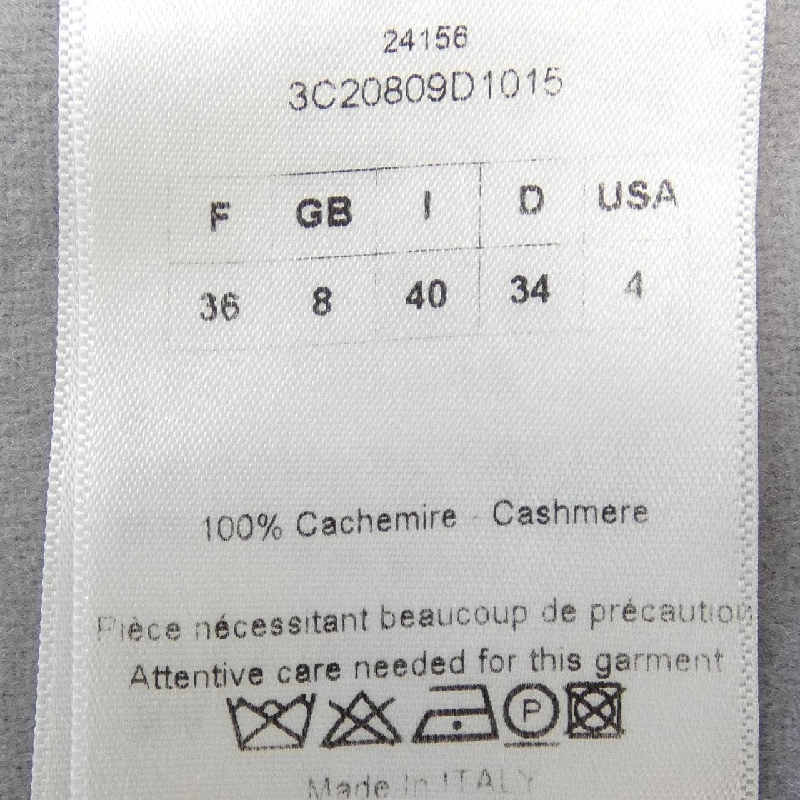 24156
3C20809D1015
F GB I D USA
36 8 40 34 4
100% Cachemire - Cashmere
Pièce nécessitant beaucoup de précaution
Attentive care needed for this garment
P
Made In ITALY